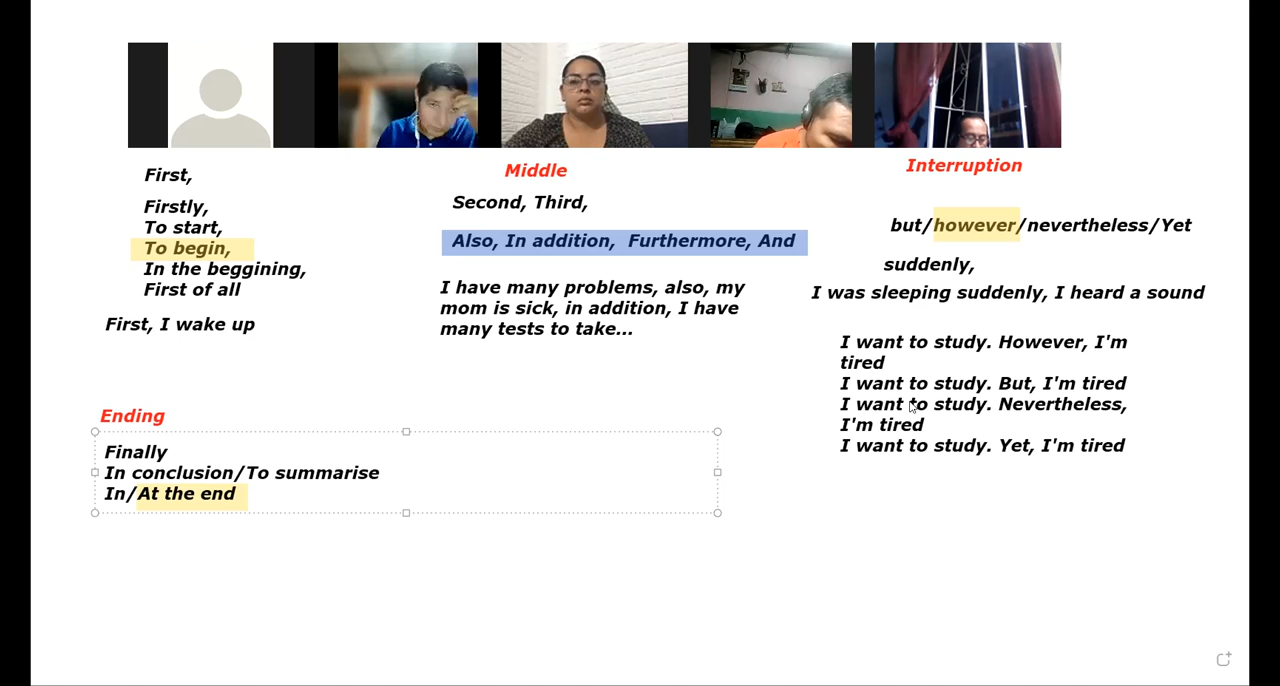 First,
Firstly,
To start,
To begin,
In the beggining,
First of all
First, I wake up
Middle
Second, Third,
Also, In addition,  Furthermore, And
I have many problems, also, my
mom is sick, in addition, I have
many tests to take...
Interruption
but/however/nevertheless/Yet
suddenly,
I was sleeping suddenly, I heard a sound
I want to study. However, I'm
tired
I want to study. But, I'm tired
I want to study. Nevertheless,
I'm tired
I want to study. Yet, I'm tired
Ending
Finally
In conclusion/To summarise
In/At the end